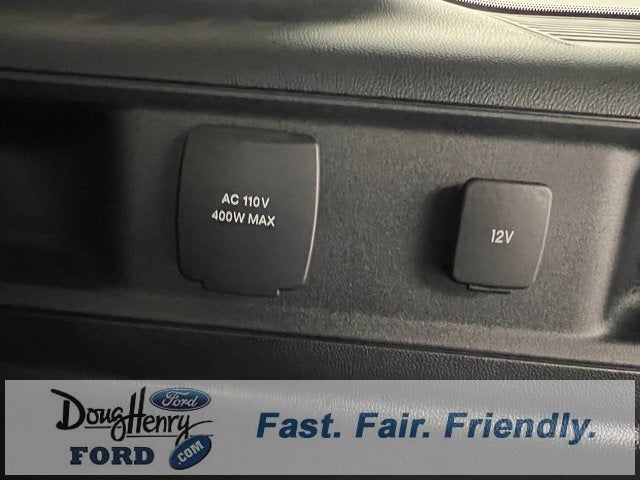 AC 110V
400W MAX
12V
Doug Henry
Ford
FORD
.COM
Fast. Fair. Friendly.